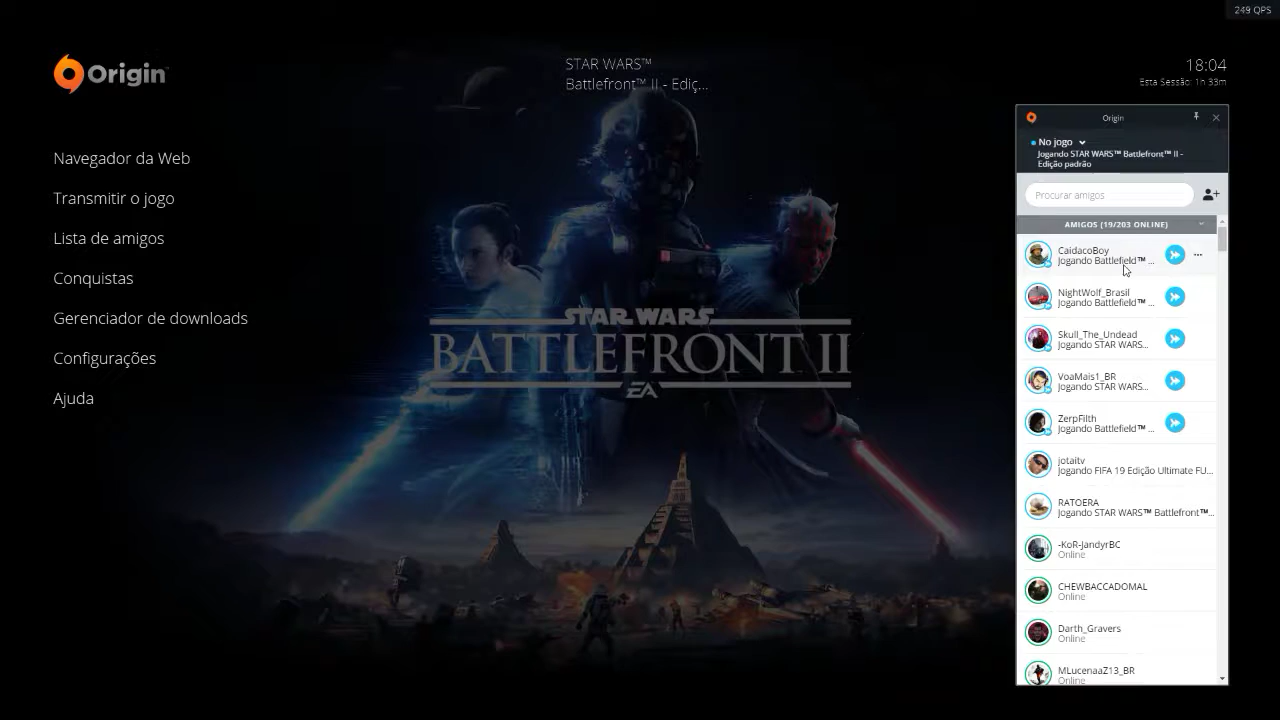 249 QPS
Origin
STAR WARS™
Battlefront™ II - Ediç...
18:04
Esta Sessão: 1h 33m
Navegador da Web
Transmitir o jogo
Lista de amigos
Conquistas
Gerenciador de downloads
Configurações
Ajuda
STAR WARS
BATTLEFRONT II
EA
Origin
No jogo
Jogando STAR WARS™ Battlefront™ II -
Edição padrão
Procurar amigos
AMIGOS (19/203 ONLINE)
CaidacoBoy
Jogando Battlefield™ ...
NightWolf_Brasil
Jogando Battlefield™ ...
Skull_The_Undead
Jogando STAR WARS...
VoaMais1_BR
Jogando STAR WARS...
ZerpFilth
Jogando Battlefield™ ...
jotaitv
Jogando FIFA 19 Edição Ultimate FU...
RATOERA
Jogando STAR WARS™ Battlefront™...
-KoR-JandyrBC
Online
CHEWBACCADOMAL
Online
Darth_Gravers
Online
MLucenaaZ13_BR
Online